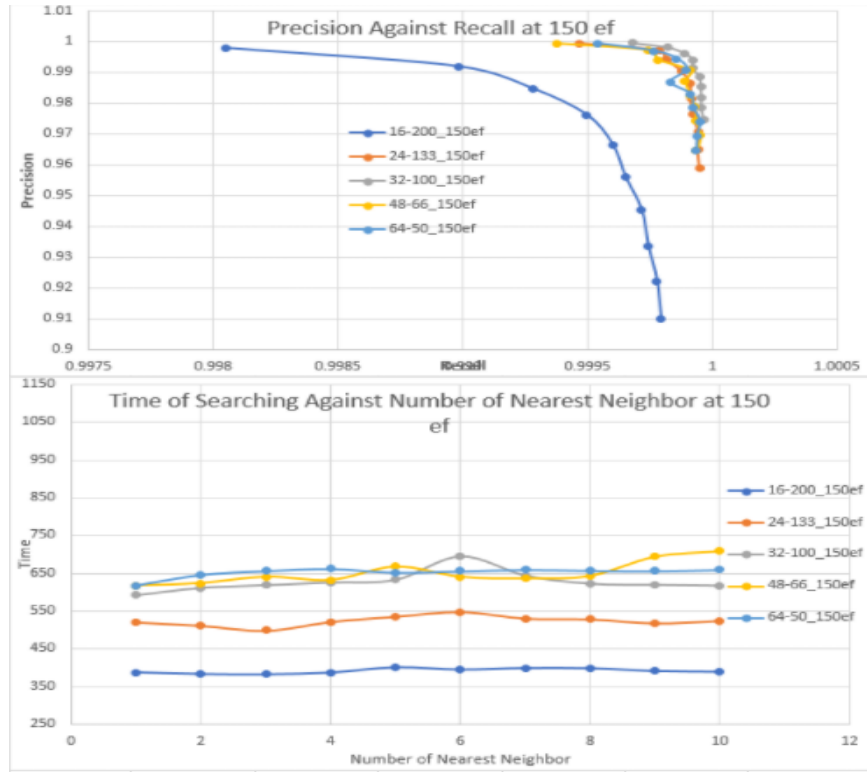 Precision Against Recall at 150 ef
1.01
1
0.99
0.98
0.97
0.96
0.95
0.94
0.93
0.92
0.91
0.9
Precision
16-200_150ef
24-133_150ef
32-100_150ef
48-66_150ef
64-50_150ef
0.9975
0.998
0.9985
0.9995
1
1.0005
Recall
Time of Searching Against Number of Nearest Neighbor at 150
ef
1150
1050
950
850
750
650
550
450
350
250
Time
16-200_150ef
24-133_150ef
32-100_150ef
48-66_150ef
64-50_150ef
0
2
4
6
8
10
12
Number of Nearest Neighbor